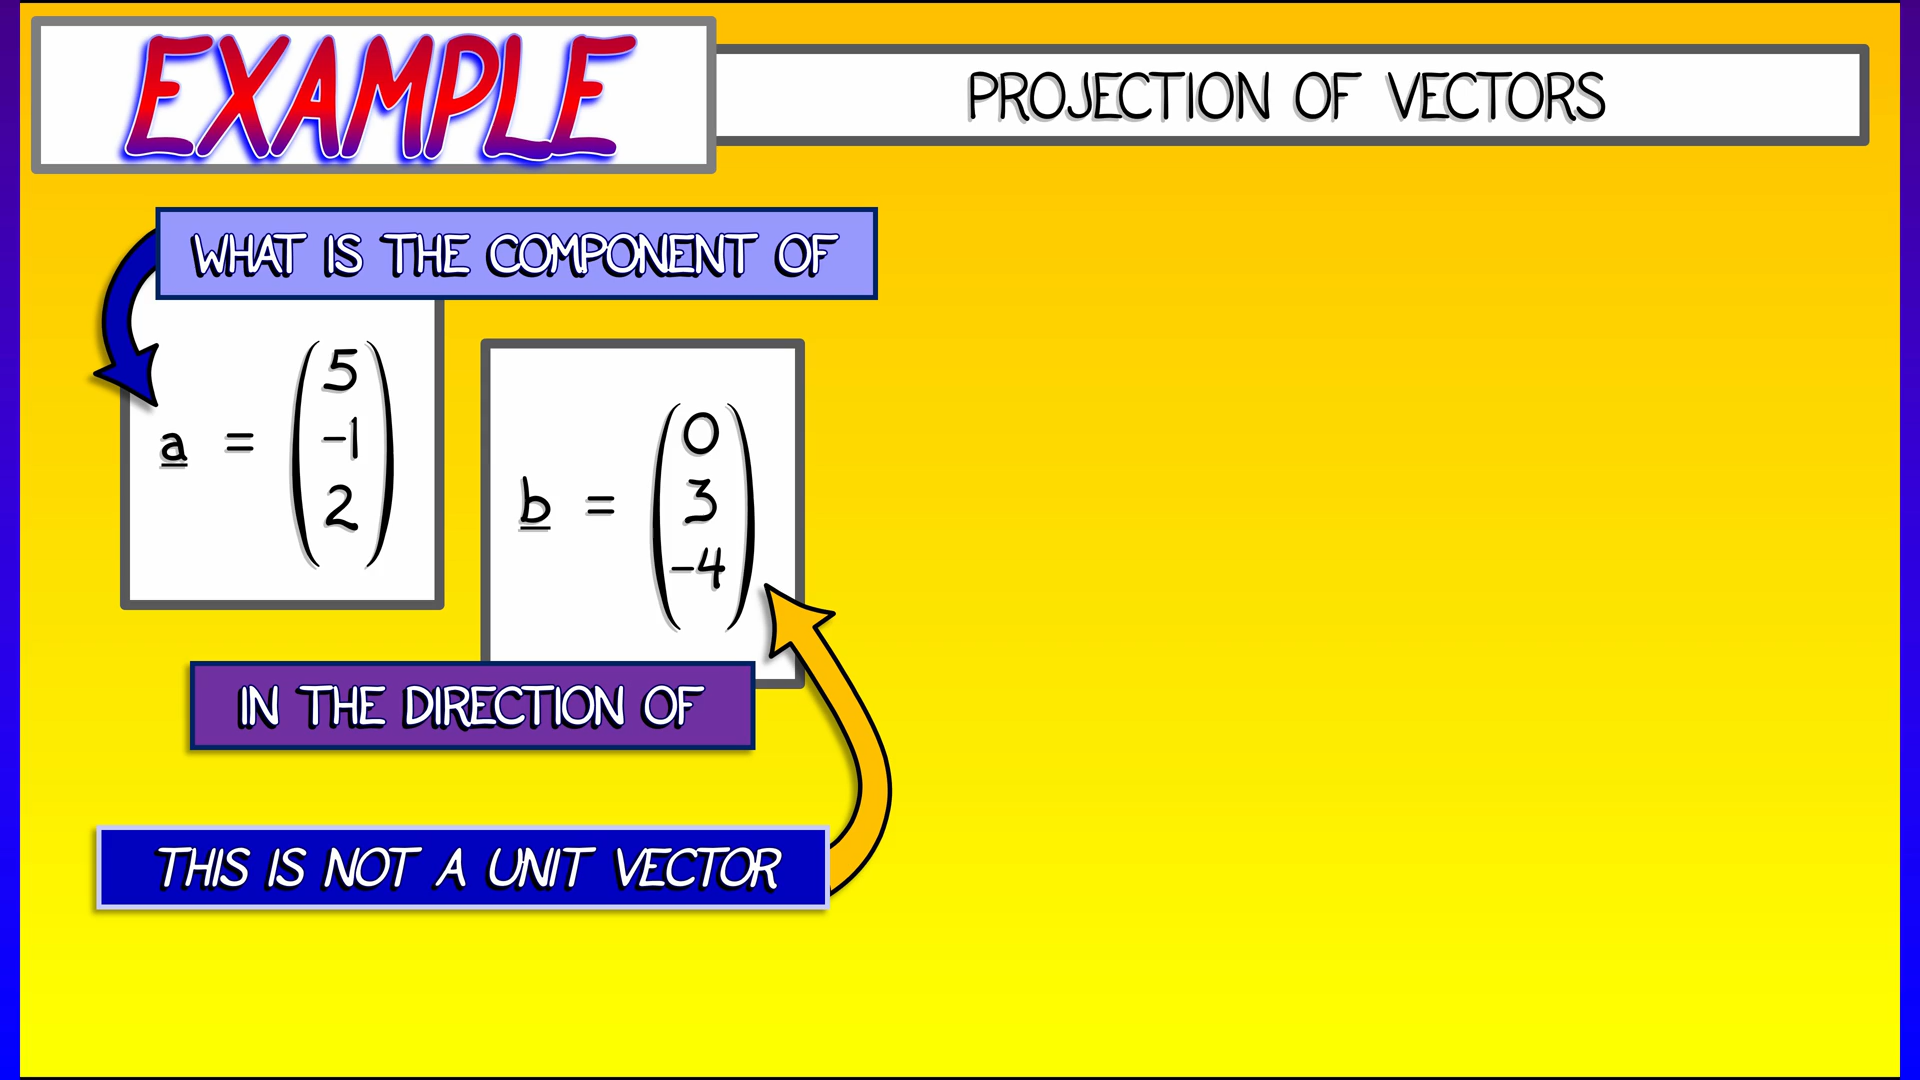 EXAMPLE
PROJECTION OF VECTORS
WHAT IS THE COMPONENT OF
a = (5
-1
2)
b = (0
3
-4)
IN THE DIRECTION OF
THIS IS NOT A UNIT VECTOR